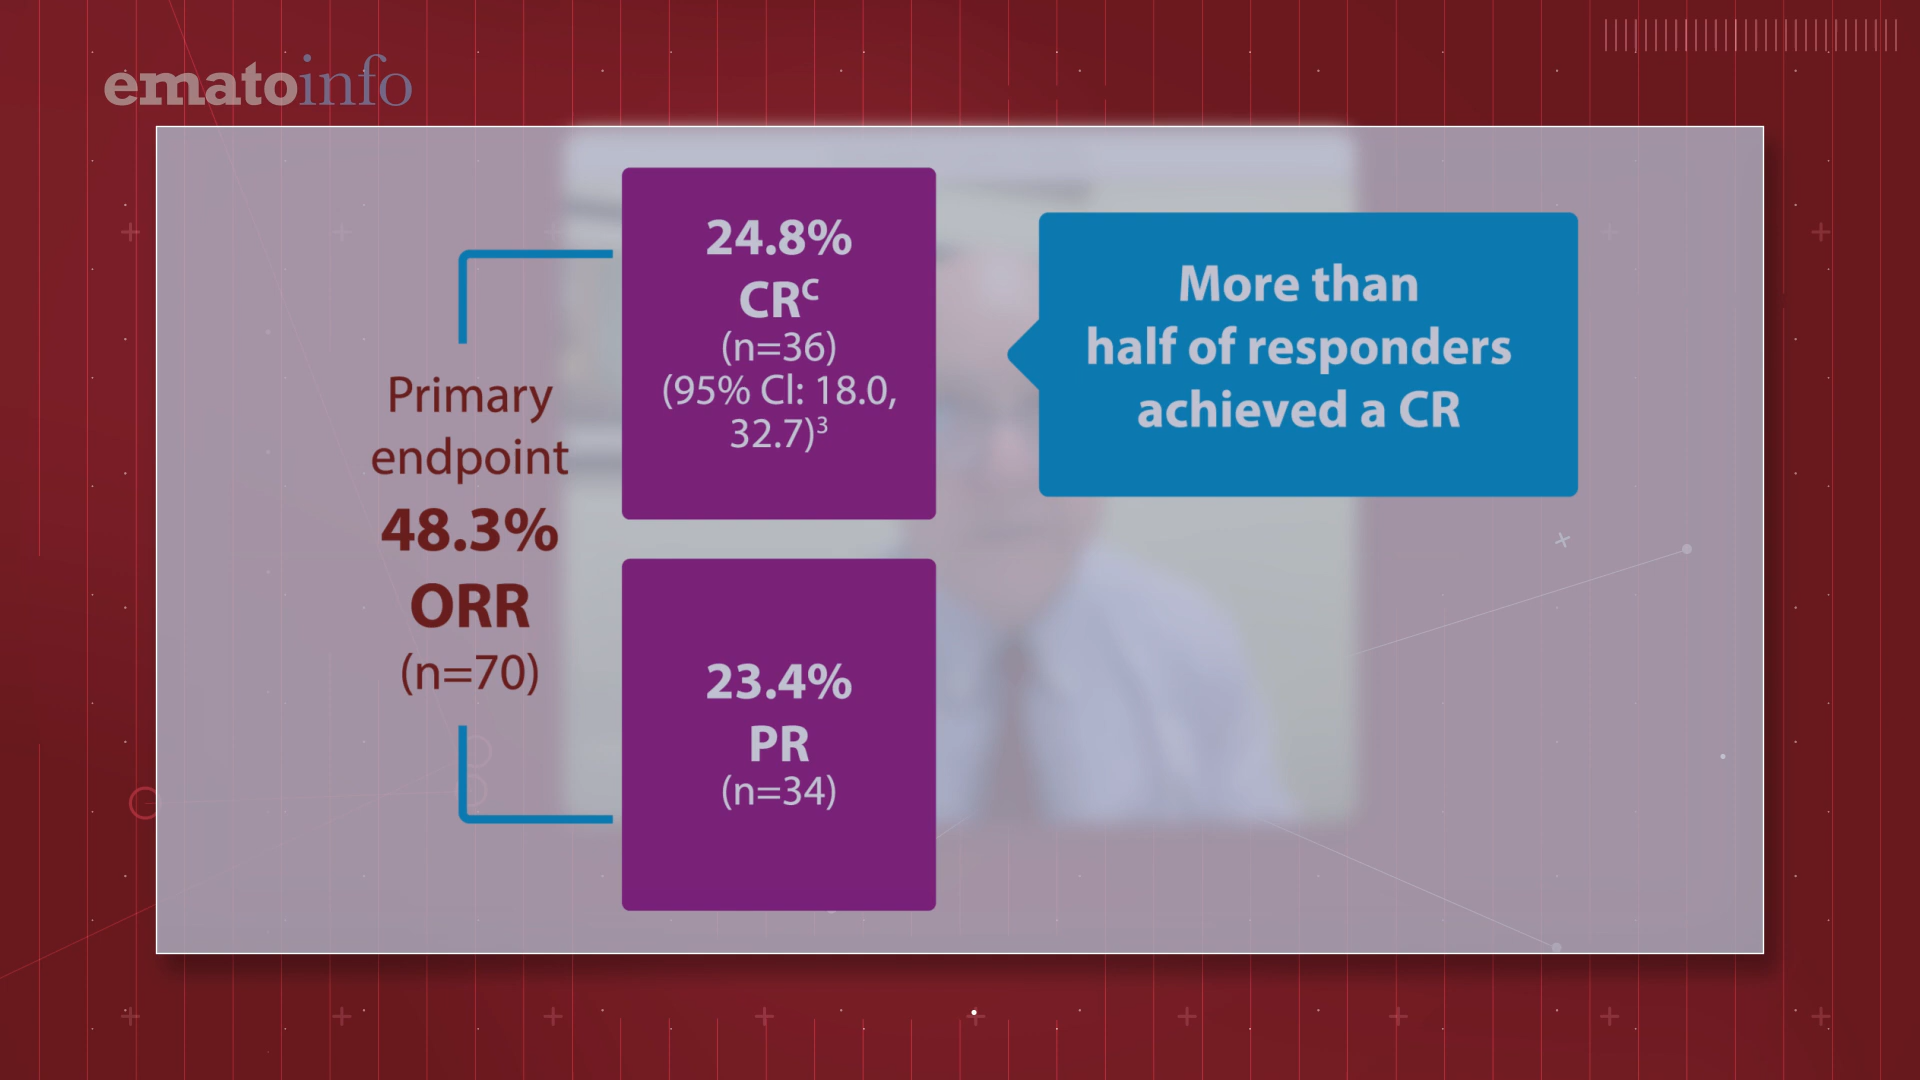 ematoinfo
Primary
endpoint
48.3%
ORR
(n=70)
24.8%
CRᶜ
(n=36)
(95% Cl: 18.0,
32.7)³
23.4%
PR
(n=34)
More than
half of responders
achieved a CR